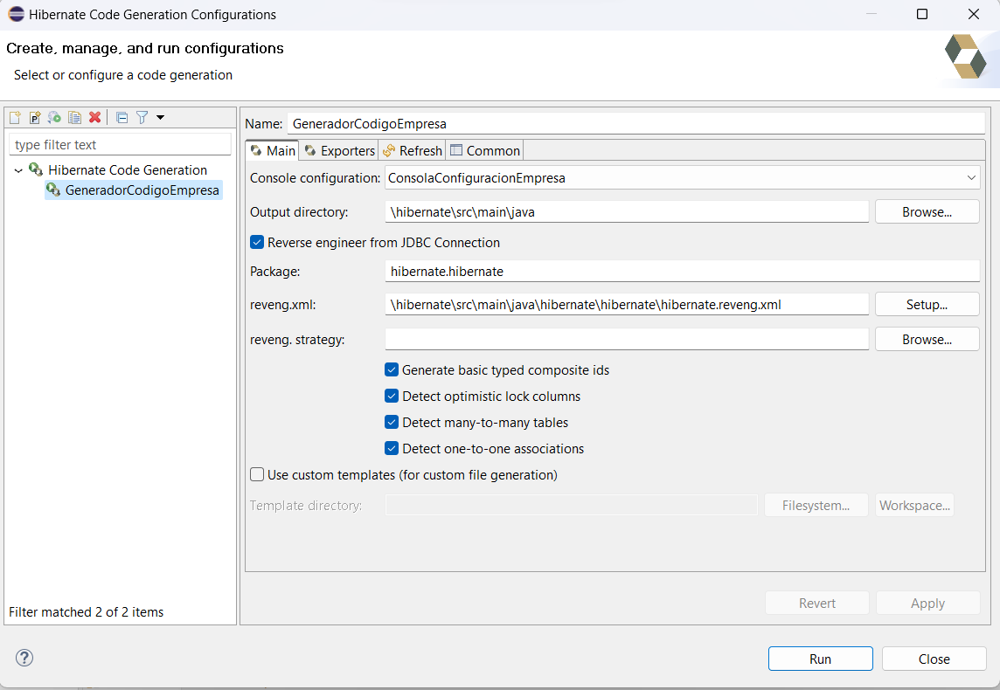 Hibernate Code Generation Configurations
Create, manage, and run configurations
Select or configure a code generation
type filter text
Hibernate Code Generation
GeneradorCodigoEmpresa
Filter matched 2 of 2 items
Name: GeneradorCodigoEmpresa
Main Exporters Refresh Common
Console configuration: ConsolaConfiguracionEmpresa
Output directory: \hibernate\src\main\java Browse...
Reverse engineer from JDBC Connection
Package: hibernate.hibernate
reveng.xml: \hibernate\src\main\java\hibernate\hibernate\hibernate.reveng.xml Setup...
reveng. strategy: Browse...
Generate basic typed composite ids
Detect optimistic lock columns
Detect many-to-many tables
Detect one-to-one associations
Use custom templates (for custom file generation)
Template directory: Filesystem... Workspace...
Revert Apply
? Run Close